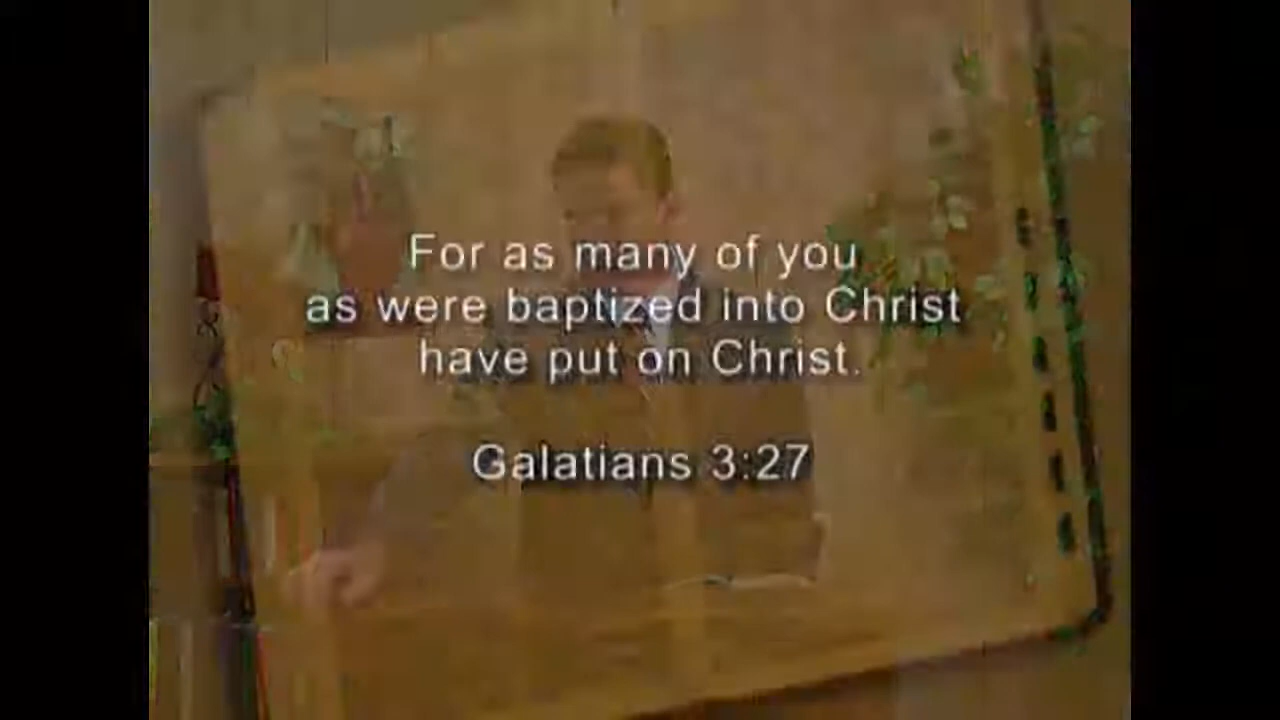 For as many of you
as were baptized into Christ
have put on Christ.
Galatians 3:27